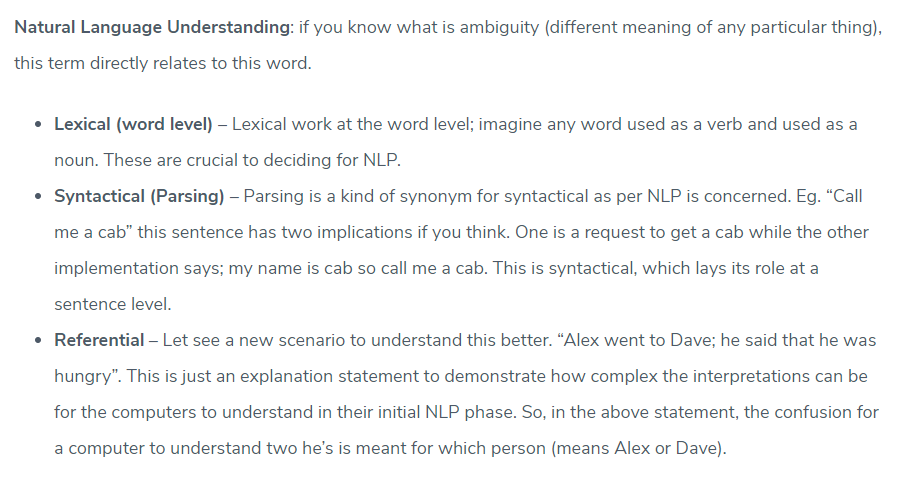 Natural Language Understanding: if you know what is ambiguity (different meaning of any particular thing),
this term directly relates to this word.
• Lexical (word level) – Lexical work at the word level; imagine any word used as a verb and used as a
noun. These are crucial to deciding for NLP.
• Syntactical (Parsing) – Parsing is a kind of synonym for syntactical as per NLP is concerned. Eg. “Call
me a cab” this sentence has two implications if you think. One is a request to get a cab while the other
implementation says; my name is cab so call me a cab. This is syntactical, which lays its role at a
sentence level.
• Referential – Let see a new scenario to understand this better. “Alex went to Dave; he said that he was
hungry”. This is just an explanation statement to demonstrate how complex the interpretations can be
for the computers to understand in their initial NLP phase. So, in the above statement, the confusion for
a computer to understand two he’s is meant for which person (means Alex or Dave).